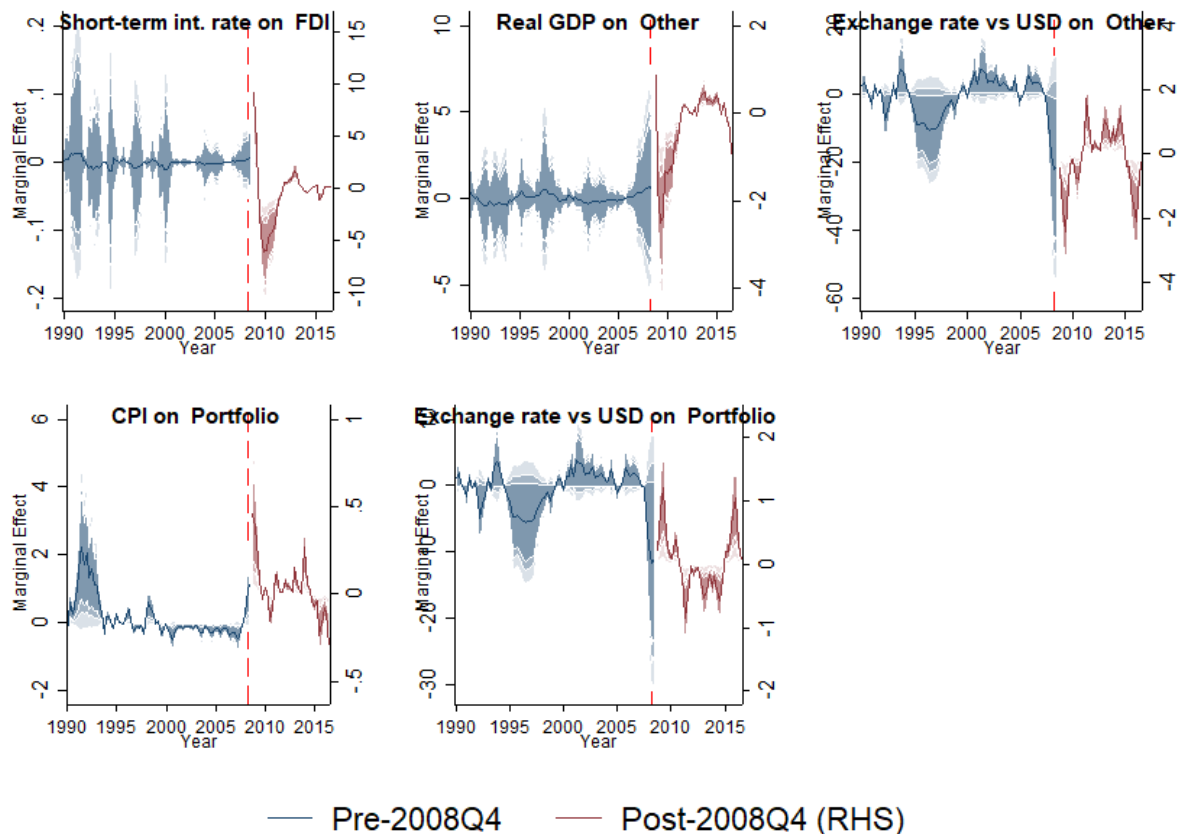 Short-term int. rate on  FDI
Marginal Effect
.2
.1
0
-.1
-.2
15
10
5
0
-5
-10
1990 1995 2000 2005 2010 2015
Year
Real GDP on  Other
Marginal Effect
10
5
0
-5
2
0
-2
-4
1990 1995 2000 2005 2010 2015
Year
Exchange rate vs USD on  Other
Marginal Effect
20
0
-20
-40
-60
4
2
0
-2
-4
1990 1995 2000 2005 2010 2015
Year
CPI on  Portfolio
Marginal Effect
6
4
2
0
-2
1
.5
0
-.5
1990 1995 2000 2005 2010 2015
Year
Exchange rate vs USD on  Portfolio
Marginal Effect
10
0
-10
-20
-30
2
1
0
-1
-2
1990 1995 2000 2005 2010 2015
Year
Pre-2008Q4 Post-2008Q4 (RHS)